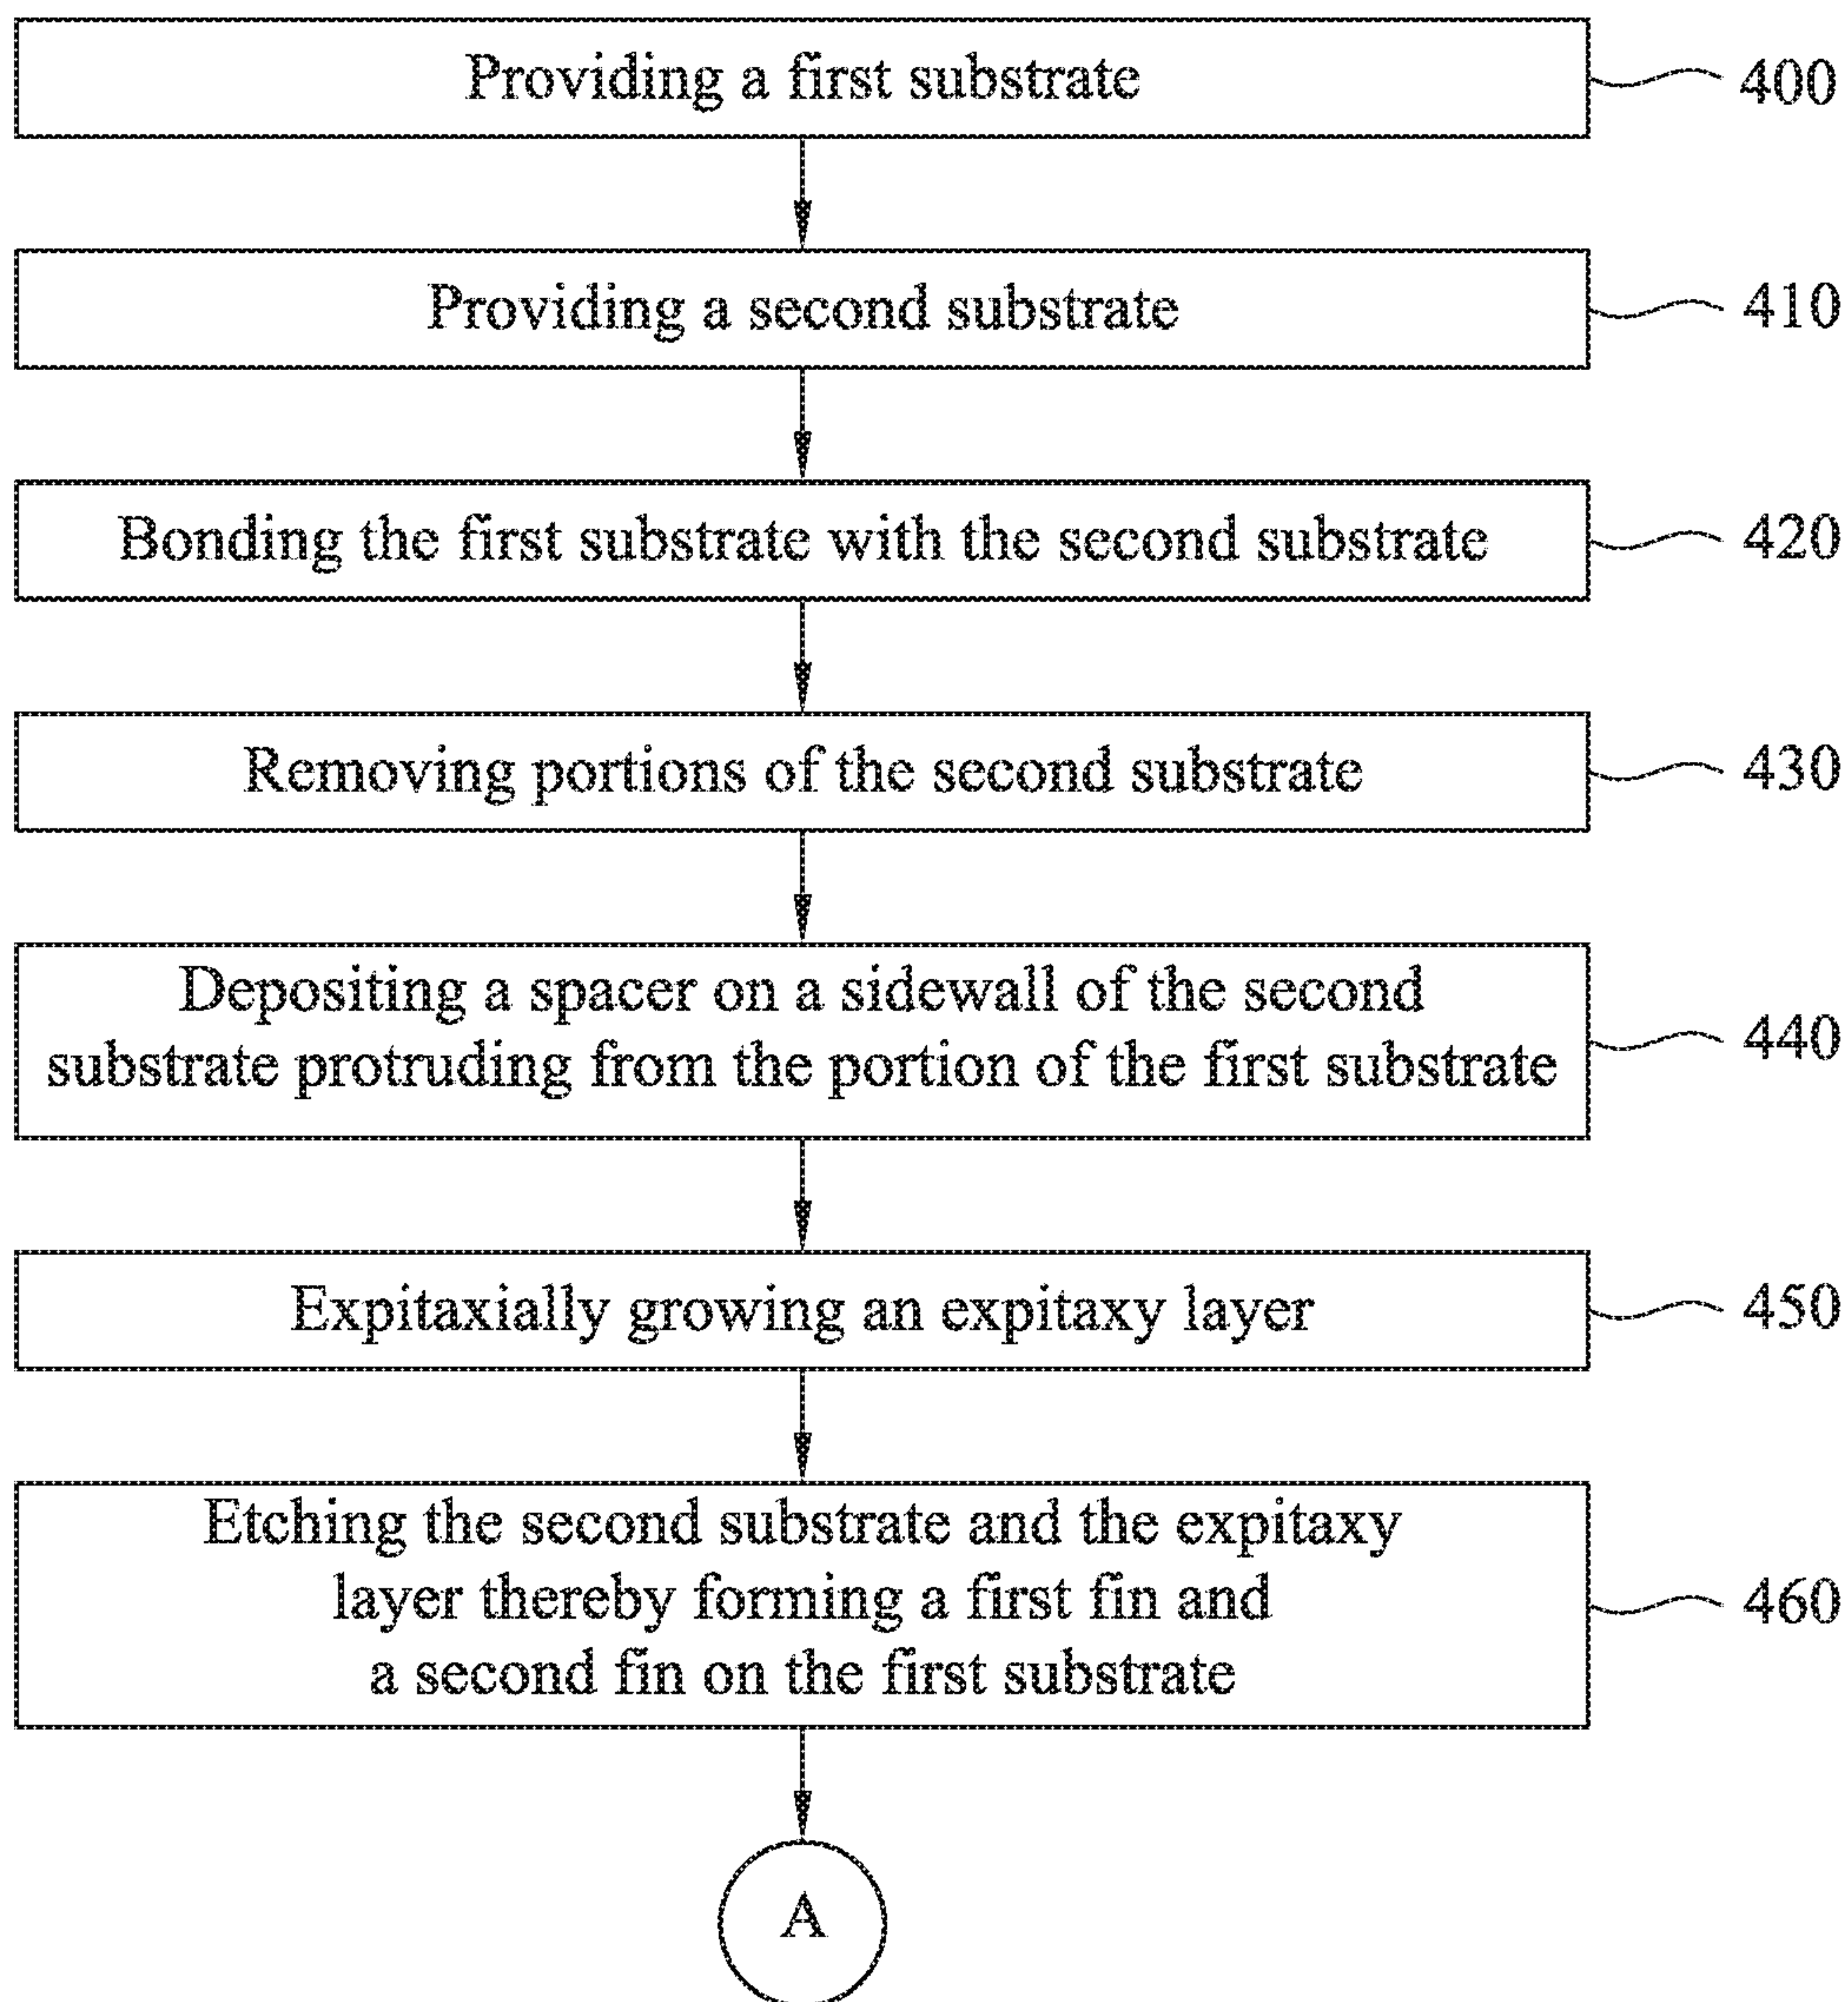 Providing a first substrate
400
Providing a second substrate
410
Bonding the first substrate with the second substrate
420
Removing portions of the second substrate
430
Depositing a spacer on a sidewall of the second
substrate protruding from the portion of the first substrate
440
Expitaxially growing an expitaxy layer
450
Etching the second substrate and the expitaxy
layer thereby forming a first fin and
a second fin on the first substrate
460
A